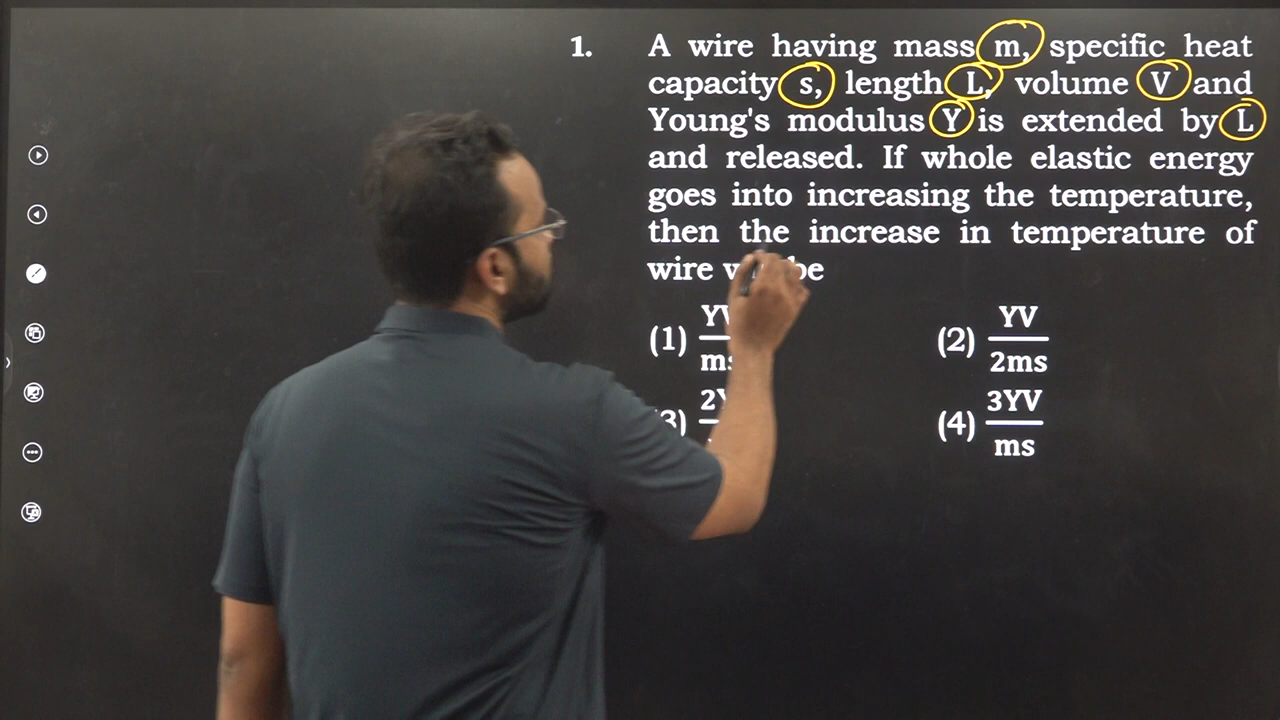 1. A wire having mass m, specific heat
capacity s, length L, volume V and
Young's modulus Y is extended by L
and released. If whole elastic energy
goes into increasing the temperature,
then the increase in temperature of
wire be
(1) (2) YV
2ms
(4) 3YV
ms